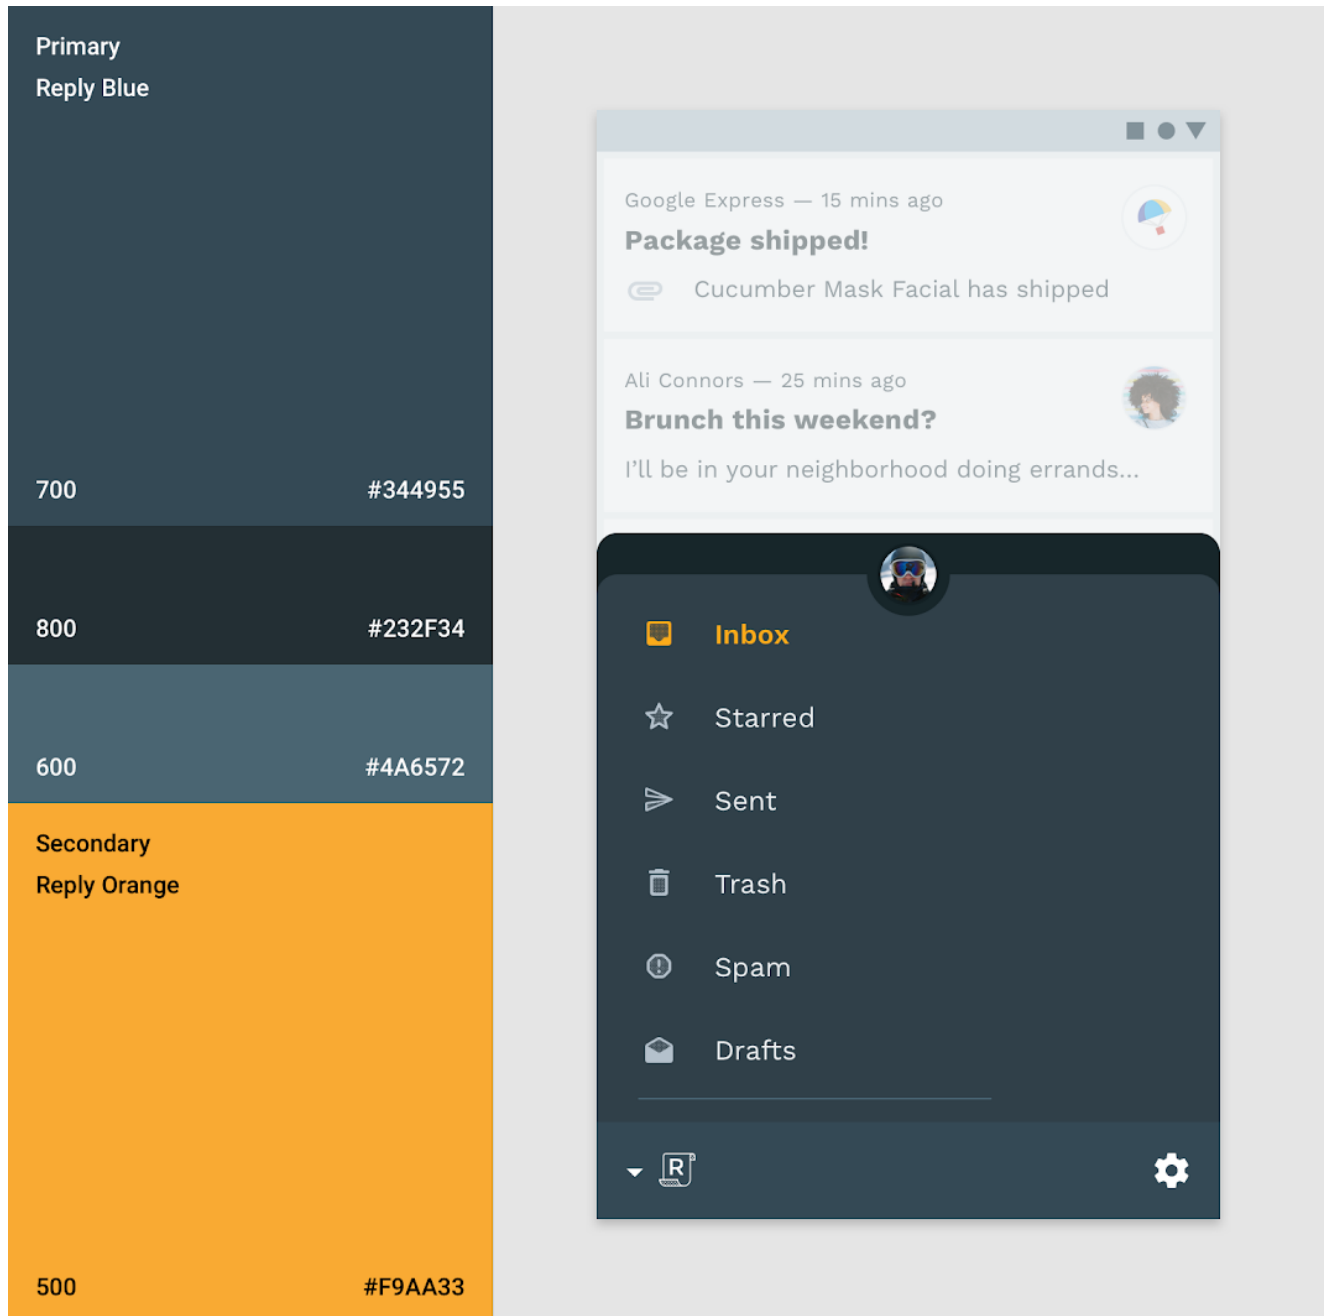 Primary
Reply Blue
700 #344955
800 #232F34
600 #4A6572
Secondary
Reply Orange
500 #F9AA33
Google Express — 15 mins ago
Package shipped!
Cucumber Mask Facial has shipped
Ali Connors — 25 mins ago
Brunch this weekend?
I’ll be in your neighborhood doing errands...
Inbox
Starred
Sent
Trash
Spam
Drafts
R